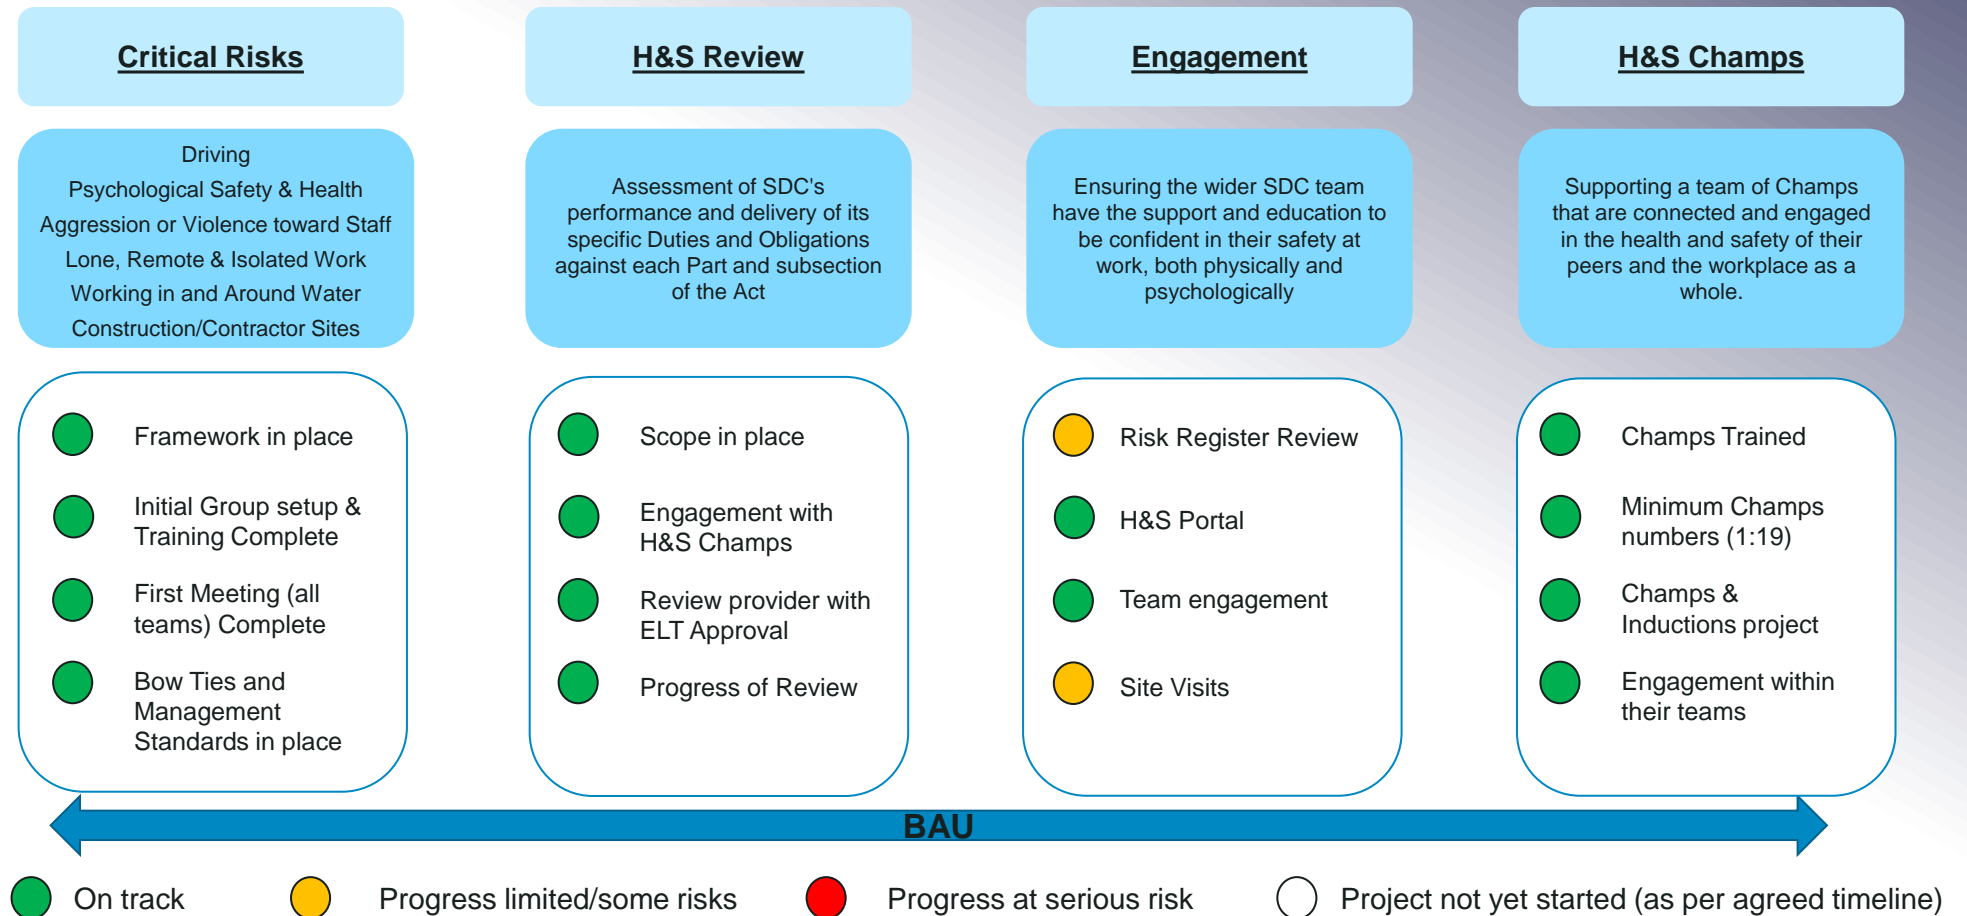 Critical Risks
Driving
Psychological Safety & Health
Aggression or Violence toward Staff
Lone, Remote & Isolated Work
Working in and Around Water
Construction/Contractor Sites
Framework in place
Initial Group setup &
Training Complete
First Meeting (all
teams) Complete
Bow Ties and
Management
Standards in place
H&S Review
Assessment of SDC's
performance and delivery of its
specific Duties and Obligations
against each Part and subsection
of the Act
Scope in place
Engagement with
H&S Champs
Review provider with
ELT Approval
Progress of Review
Engagement
Ensuring the wider SDC team
have the support and education to
be confident in their safety at
work, both physically and
psychologically
Risk Register Review
H&S Portal
Team engagement
Site Visits
H&S Champs
Supporting a team of Champs
that are connected and engaged
in the health and safety of their
peers and the workplace as a
whole.
Champs Trained
Minimum Champs
numbers (1:19)
Champs &
Inductions project
Engagement within
their teams
BAU
On track
Progress limited/some risks
Progress at serious risk
Project not yet started (as per agreed timeline)